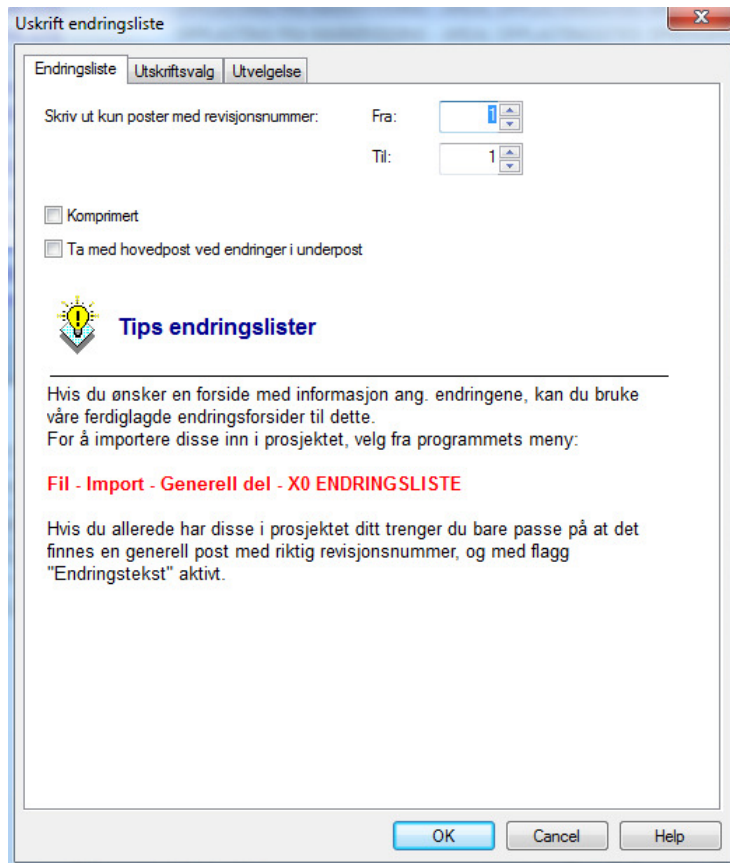 Uskrift endringsliste
Endringsliste Utskriftsvalg Utvelgelse
Skriv ut kun poster med revisjonsnummer: Fra: 1
Til: 1
Komprimert
Ta med hovedpost ved endringer i underpost
Tips endringslister
Hvis du ønsker en forside med informasjon ang. endringene, kan du bruke
våre ferdiglagde endringsforsider til dette.
For å importere disse inn i prosjektet, velg fra programmets meny:
Fil - Import - Generell del - X0 ENDRINGSLISTE
Hvis du allerede har disse i prosjektet ditt trenger du bare passe på at det
finnes en generell post med riktig revisjonsnummer, og med flagg
"Endringstekst" aktivt.
OK Cancel Help